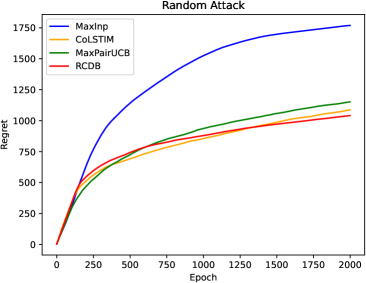 Random Attack
MaxInp
CoLSTIM
MaxPairUCB
RCDB
Regret
1750
1500
1250
1000
750
500
250
0
0 250 500 750 1000 1250 1500 1750 2000
Epoch